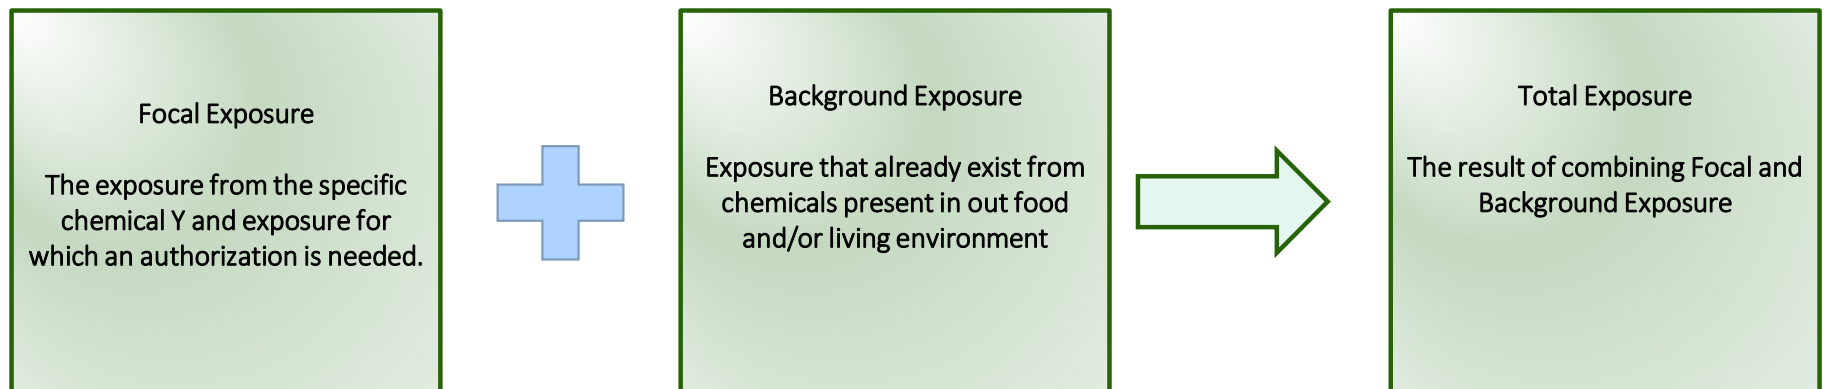 Focal Exposure
The exposure from the specific
chemical Y and exposure for
which an authorization is needed.
Background Exposure
Exposure that already exist from
chemicals present in out food
and/or living environment
Total Exposure
The result of combining Focal and
Background Exposure